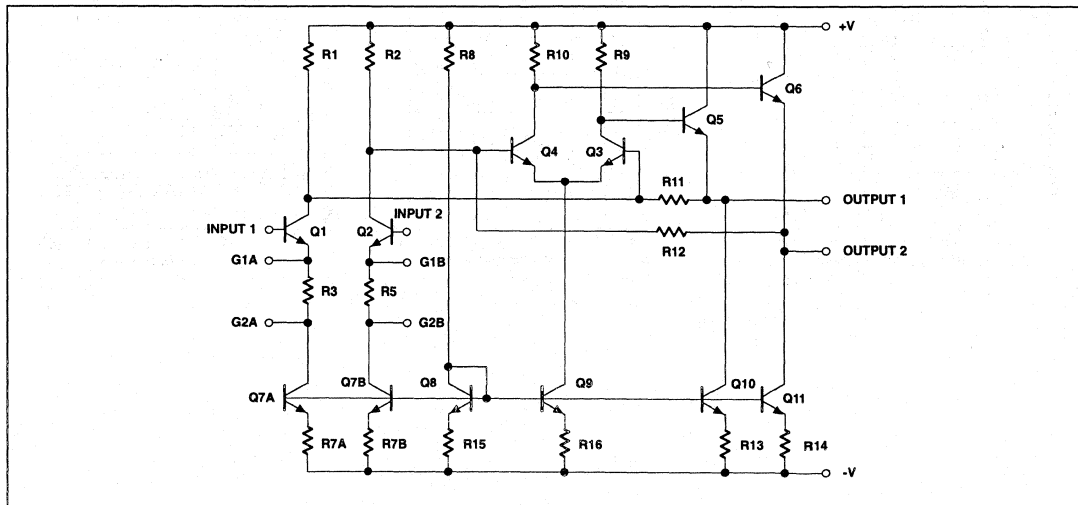 +V
R1
R2
R8
R10
R9
Q6
Q5
Q4
Q3
R11
OUTPUT 1
INPUT 1
Q1
Q2
INPUT 2
R12
OUTPUT 2
G1A
G1B
R3
R5
G2A
G2B
Q7A
Q7B
Q8
Q9
Q10
Q11
R7A
R7B
R15
R16
R13
R14
-V